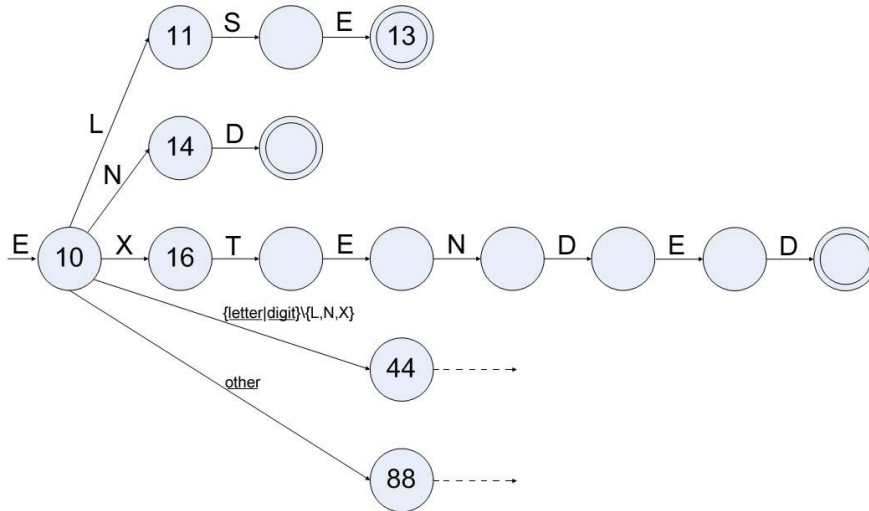 11 S E 13
L
14 D
N
E 10 X 16 T E N D E D
{letter|digit}\{L,N,X}
44
other
88